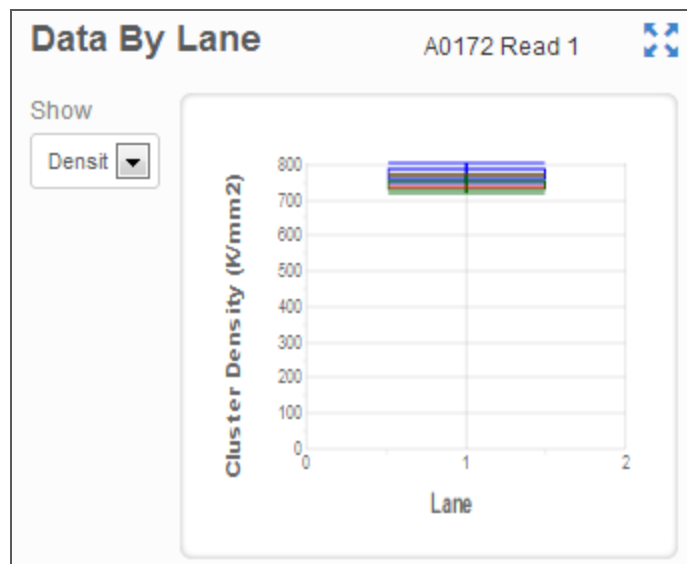 Data By Lane
A0172 Read 1
Show
Densit
Cluster Density (K/mm2)
800
700
600
500
400
300
200
100
0
0 1 2
Lane